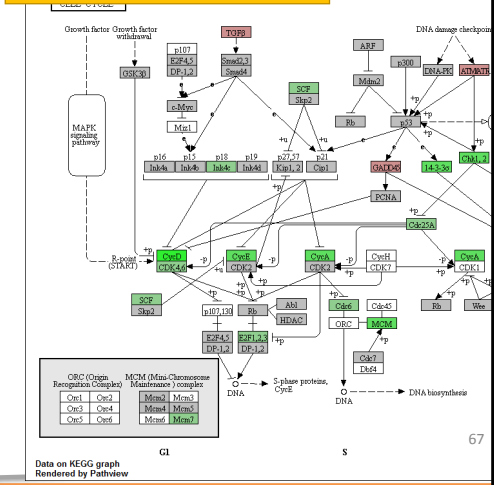 CELL CYCLE
Growth factor
Growth factor
withdrawal
TGFβ
DNA damage checkpoin
p107
E2F4,5
DP-1,2
Smad2,3
Smad4
ARF
p300
DNA-PK
ATMATR
GSK3β
Mdm2
SCF
Skp2
c-Myc
Miz1
Rb
p53
MAPK
signaling
pathway
p16
Ink4a
p15
Ink4b
p18
Ink4c
p19
Ink4d
p27,57
Kip1, 2
p21
Cip1
GADD45
14-3-3σ
Chk1, 2
PCNA
Cdc25A
R-point
(START)
CycD
CDK4,6
CycE
CDK2
CycA
CDK2
CycH
CDK7
CycA
CDK1
SCF
Skp2
p107,130
Rb
Abl
HDAC
Cdc6
Cdc45
Rb
Wee
ORC
MCM
E2F4,5
DP-1,2
E2F1,2,3
DP-1,2
Cdc7
Dbf4
+p
+p
+p
+p
+p
+p
+p
+p
+p
+p
+p
-p
-p
-p
+u
+u
+u
e
e
e
e
e
e
DNA
S-phase proteins,
CycE
DNA
DNA biosynthesis
ORC (Origin
Recognition Complex)
MCM (Mini-Chromosome
Maintenance ) complex
Orc1 Orc2
Orc3 Orc4
Orc5 Orc6
Mcm2 Mcm3
Mcm4 Mcm5
Mcm6 Mcm7
G1
S
67
Data on KEGG graph
Rendered by Pathview